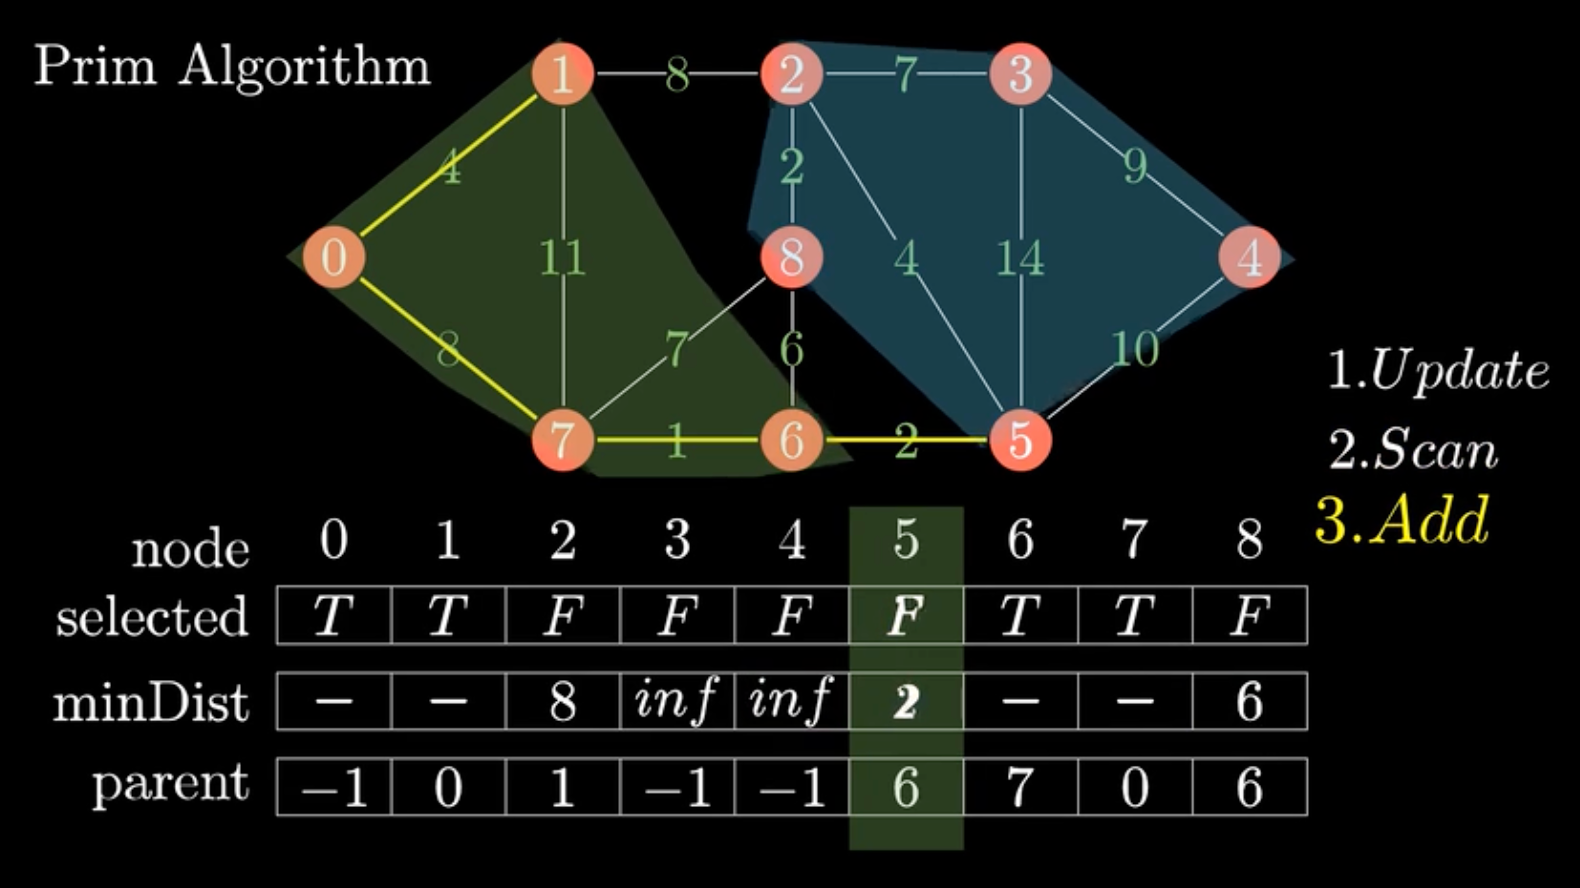 Prim Algorithm
1 8 2 7 3
4 2 9
0 11 8 4 14 4
8 7 6 10
7 1 6 2 5
1.Update
2.Scan
3.Add
node 0 1 2 3 4 5 6 7 8
selected T T F F F F T T F
minDist − − 8 inf inf 2 − − 6
parent −1 0 1 −1 −1 6 7 0 6